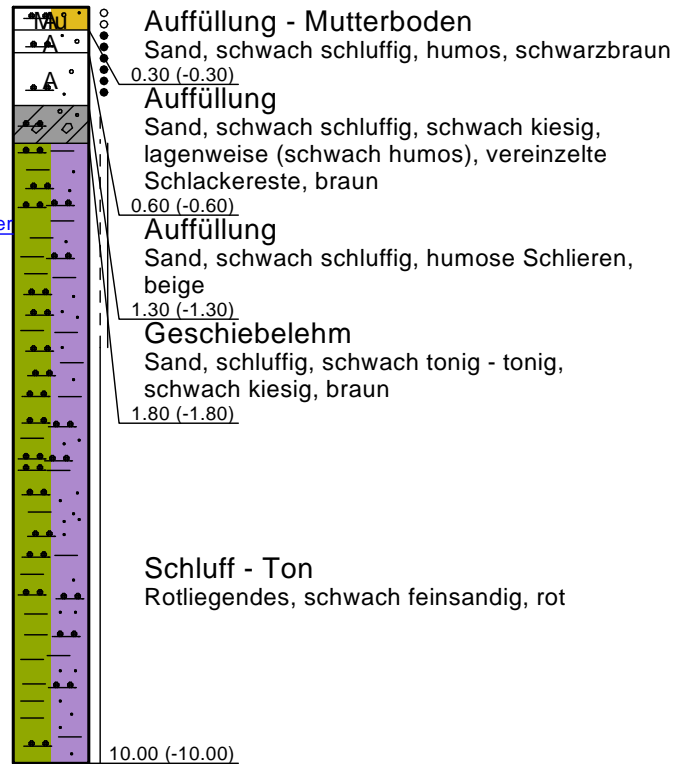 Mu
A
Auffüllung - Mutterboden
Sand, schwach schluffig, humos, schwarzbraun
0.30 (-0.30)
A
Auffüllung
Sand, schwach schluffig, schwach kiesig,
lagenweise (schwach humos), vereinzelte
Schlackereste, braun
0.60 (-0.60)
A
Auffüllung
Sand, schwach schluffig, humose Schlieren,
beige
1.30 (-1.30)
Geschiebelehm
Sand, schluffig, schwach tonig - tonig,
schwach kiesig, braun
1.80 (-1.80)
Schluff - Ton
Rotliegendes, schwach feinsandig, rot
10.00 (-10.00)